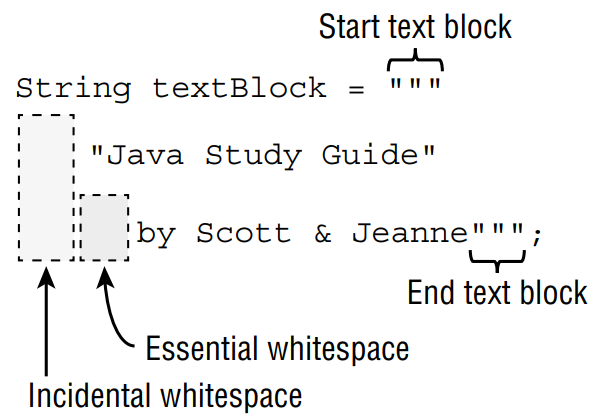 Start text block
String textBlock = """
"Java Study Guide"
by Scott & Jeanne""";
End text block
Essential whitespace
Incidental whitespace